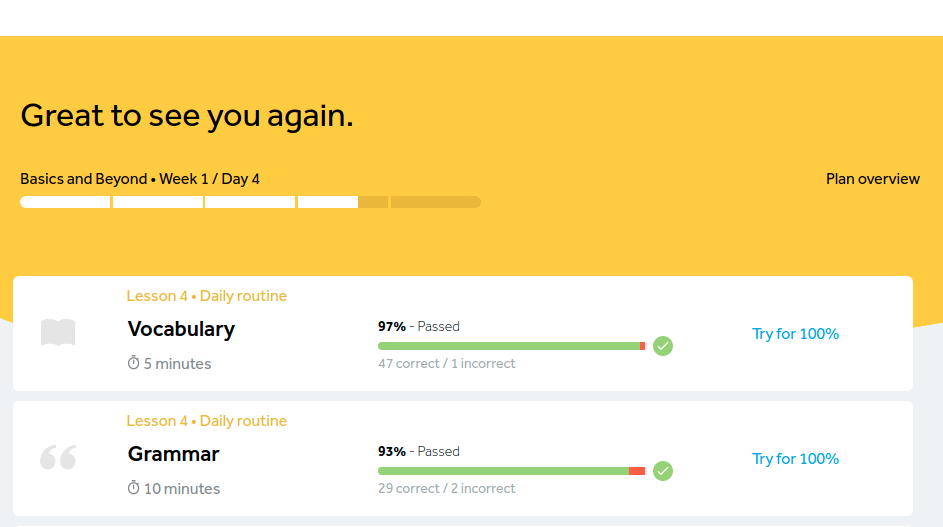 Great to see you again.
Basics and Beyond • Week 1 / Day 4
Plan overview
Lesson 4 • Daily routine
Vocabulary
5 minutes
97% - Passed
47 correct / 1 incorrect
Try for 100%
Lesson 4 • Daily routine
Grammar
10 minutes
93% - Passed
29 correct / 2 incorrect
Try for 100%